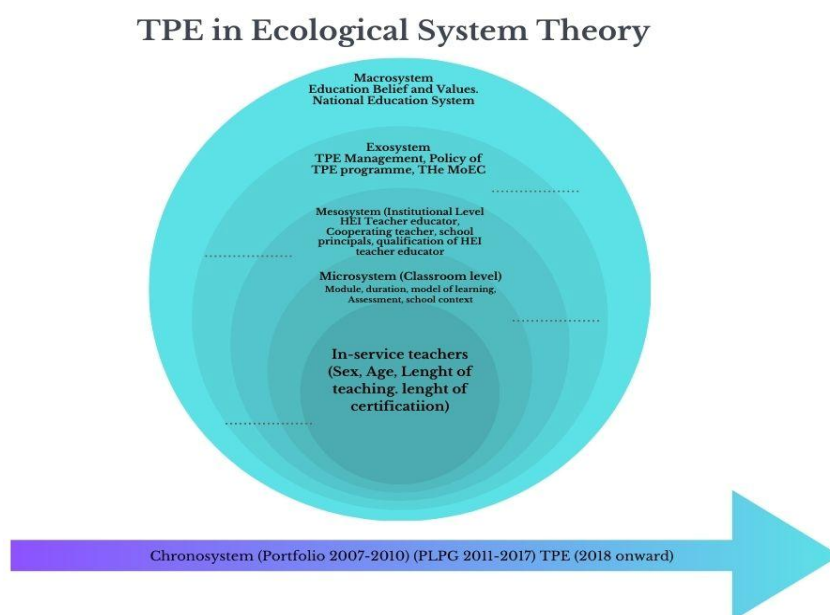 TPE in Ecological System Theory
Macrosystem
Education Belief and Values.
National Education System
Exosystem
TPE Management, Policy of
TPE programme, THe MoEC
Mesosystem (Institutional Level
HEI Teacher educator,
Cooperating teacher, school
principals, qualification of HEI
teacher educator
Microsystem (Classroom level)
Module, duration, model of learning,
Assessment, school context
In-service teachers
(Sex, Age, Lenght of
teaching. lenght of
certificatiion)
Chronosystem (Portfolio 2007-2010) (PLPG 2011-2017) TPE (2018 onward)